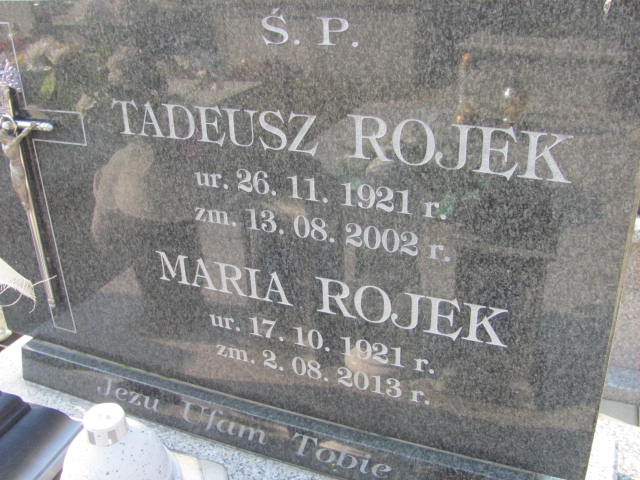 Ś. P.
TADEUSZ ROJEK
ur. 26. 11. 1921 r.
zm. 13. 08. 2002 r.
MARIA ROJEK
ur. 17. 10. 1921 r.
zm. 2. 08. 2013 r.
Jezu Ufam Tobie